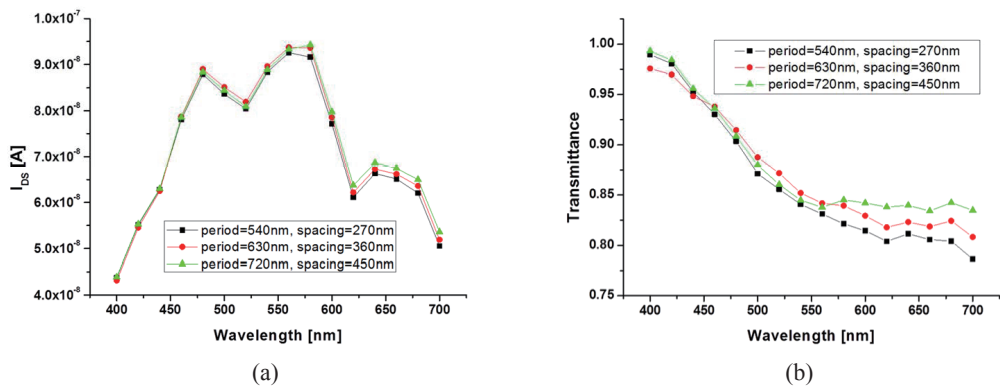 1.0x10⁻⁷
9.0x10⁻⁸
8.0x10⁻⁸
7.0x10⁻⁸
6.0x10⁻⁸
5.0x10⁻⁸
4.0x10⁻⁸
I_DS [A]
period=540nm, spacing=270nm
period=630nm, spacing=360nm
period=720nm, spacing=450nm
400 450 500 550 600 650 700
Wavelength [nm]
(a)
1.00
0.95
0.90
0.85
0.80
0.75
Transmittance
period=540nm, spacing=270nm
period=630nm, spacing=360nm
period=720nm, spacing=450nm
400 450 500 550 600 650 700
Wavelength [nm]
(b)